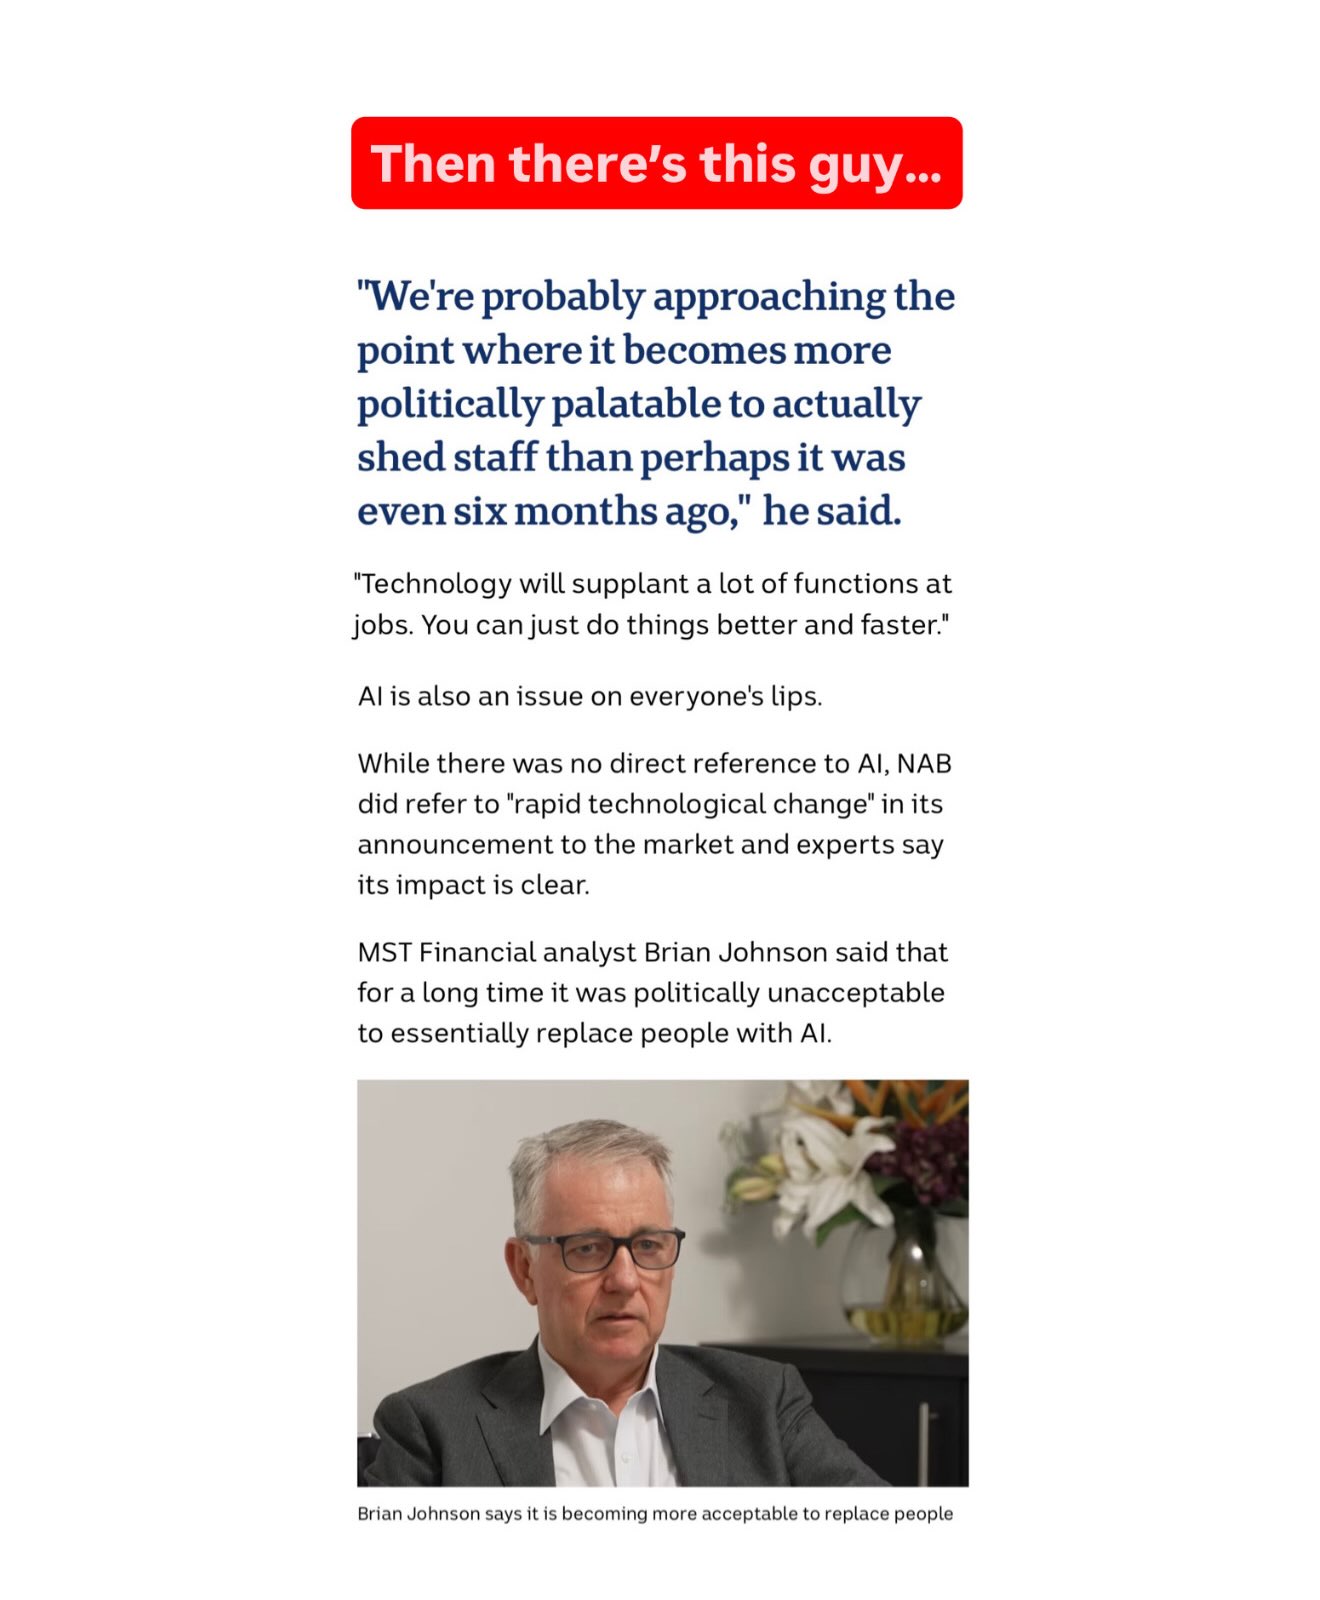 Then there’s this guy...
"We're probably approaching the
point where it becomes more
politically palatable to actually
shed staff than perhaps it was
even six months ago," he said.
"Technology will supplant a lot of functions at
jobs. You can just do things better and faster."
AI is also an issue on everyone's lips.
While there was no direct reference to AI, NAB
did refer to "rapid technological change" in its
announcement to the market and experts say
its impact is clear.
MST Financial analyst Brian Johnson said that
for a long time it was politically unacceptable
to essentially replace people with AI.
Brian Johnson says it is becoming more acceptable to replace people